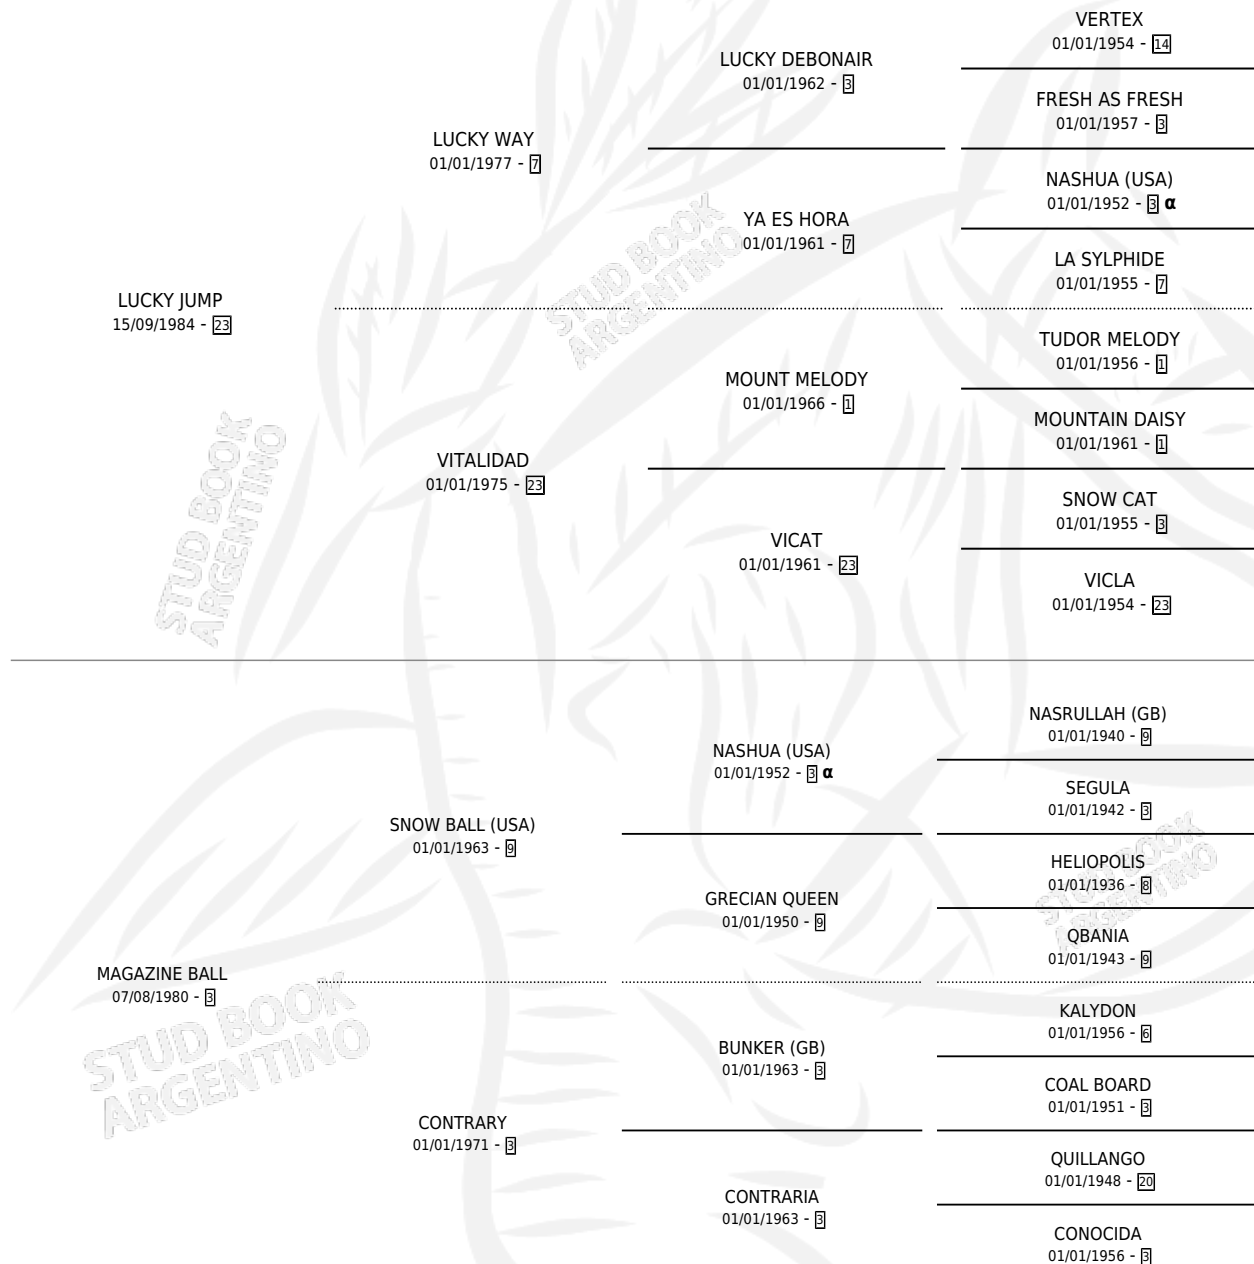 VERTEX
01/01/1954 - 14
LUCKY DEBONAIR
01/01/1962 - 3
FRESH AS FRESH
01/01/1957 - 3
LUCKY WAY
01/01/1977 - 7
NASHUA (USA)
01/01/1952 - 3 α
YA ES HORA
01/01/1961 - 7
LA SYLPHIDE
01/01/1955 - 7
LUCKY JUMP
15/09/1984 - 23
TUDOR MELODY
01/01/1956 - 1
MOUNT MELODY
01/01/1966 - 1
MOUNTAIN DAISY
01/01/1961 - 1
VITALIDAD
01/01/1975 - 23
SNOW CAT
01/01/1955 - 3
VICAT
01/01/1961 - 23
VICLA
01/01/1954 - 23
NASRULLAH (GB)
01/01/1940 - 9
NASHUA (USA)
01/01/1952 - 3 α
SEGULA
01/01/1942 - 3
SNOW BALL (USA)
01/01/1963 - 9
HELIOPOLIS
01/01/1936 - 8
GRECIAN QUEEN
01/01/1950 - 9
QBANIA
01/01/1943 - 9
MAGAZINE BALL
07/08/1980 - 3
KALYDON
01/01/1956 - 6
BUNKER (GB)
01/01/1963 - 3
COAL BOARD
01/01/1951 - 3
CONTRARY
01/01/1971 - 3
QUILLANGO
01/01/1948 - 20
CONTRARIA
01/01/1963 - 3
CONOCIDA
01/01/1956 - 3
STUD BOOK
ARGENTINO
STUD BOOK
ARGENTINO
STUD BOOK
ARGENTINO
STUD BOOK
ARGENTINO